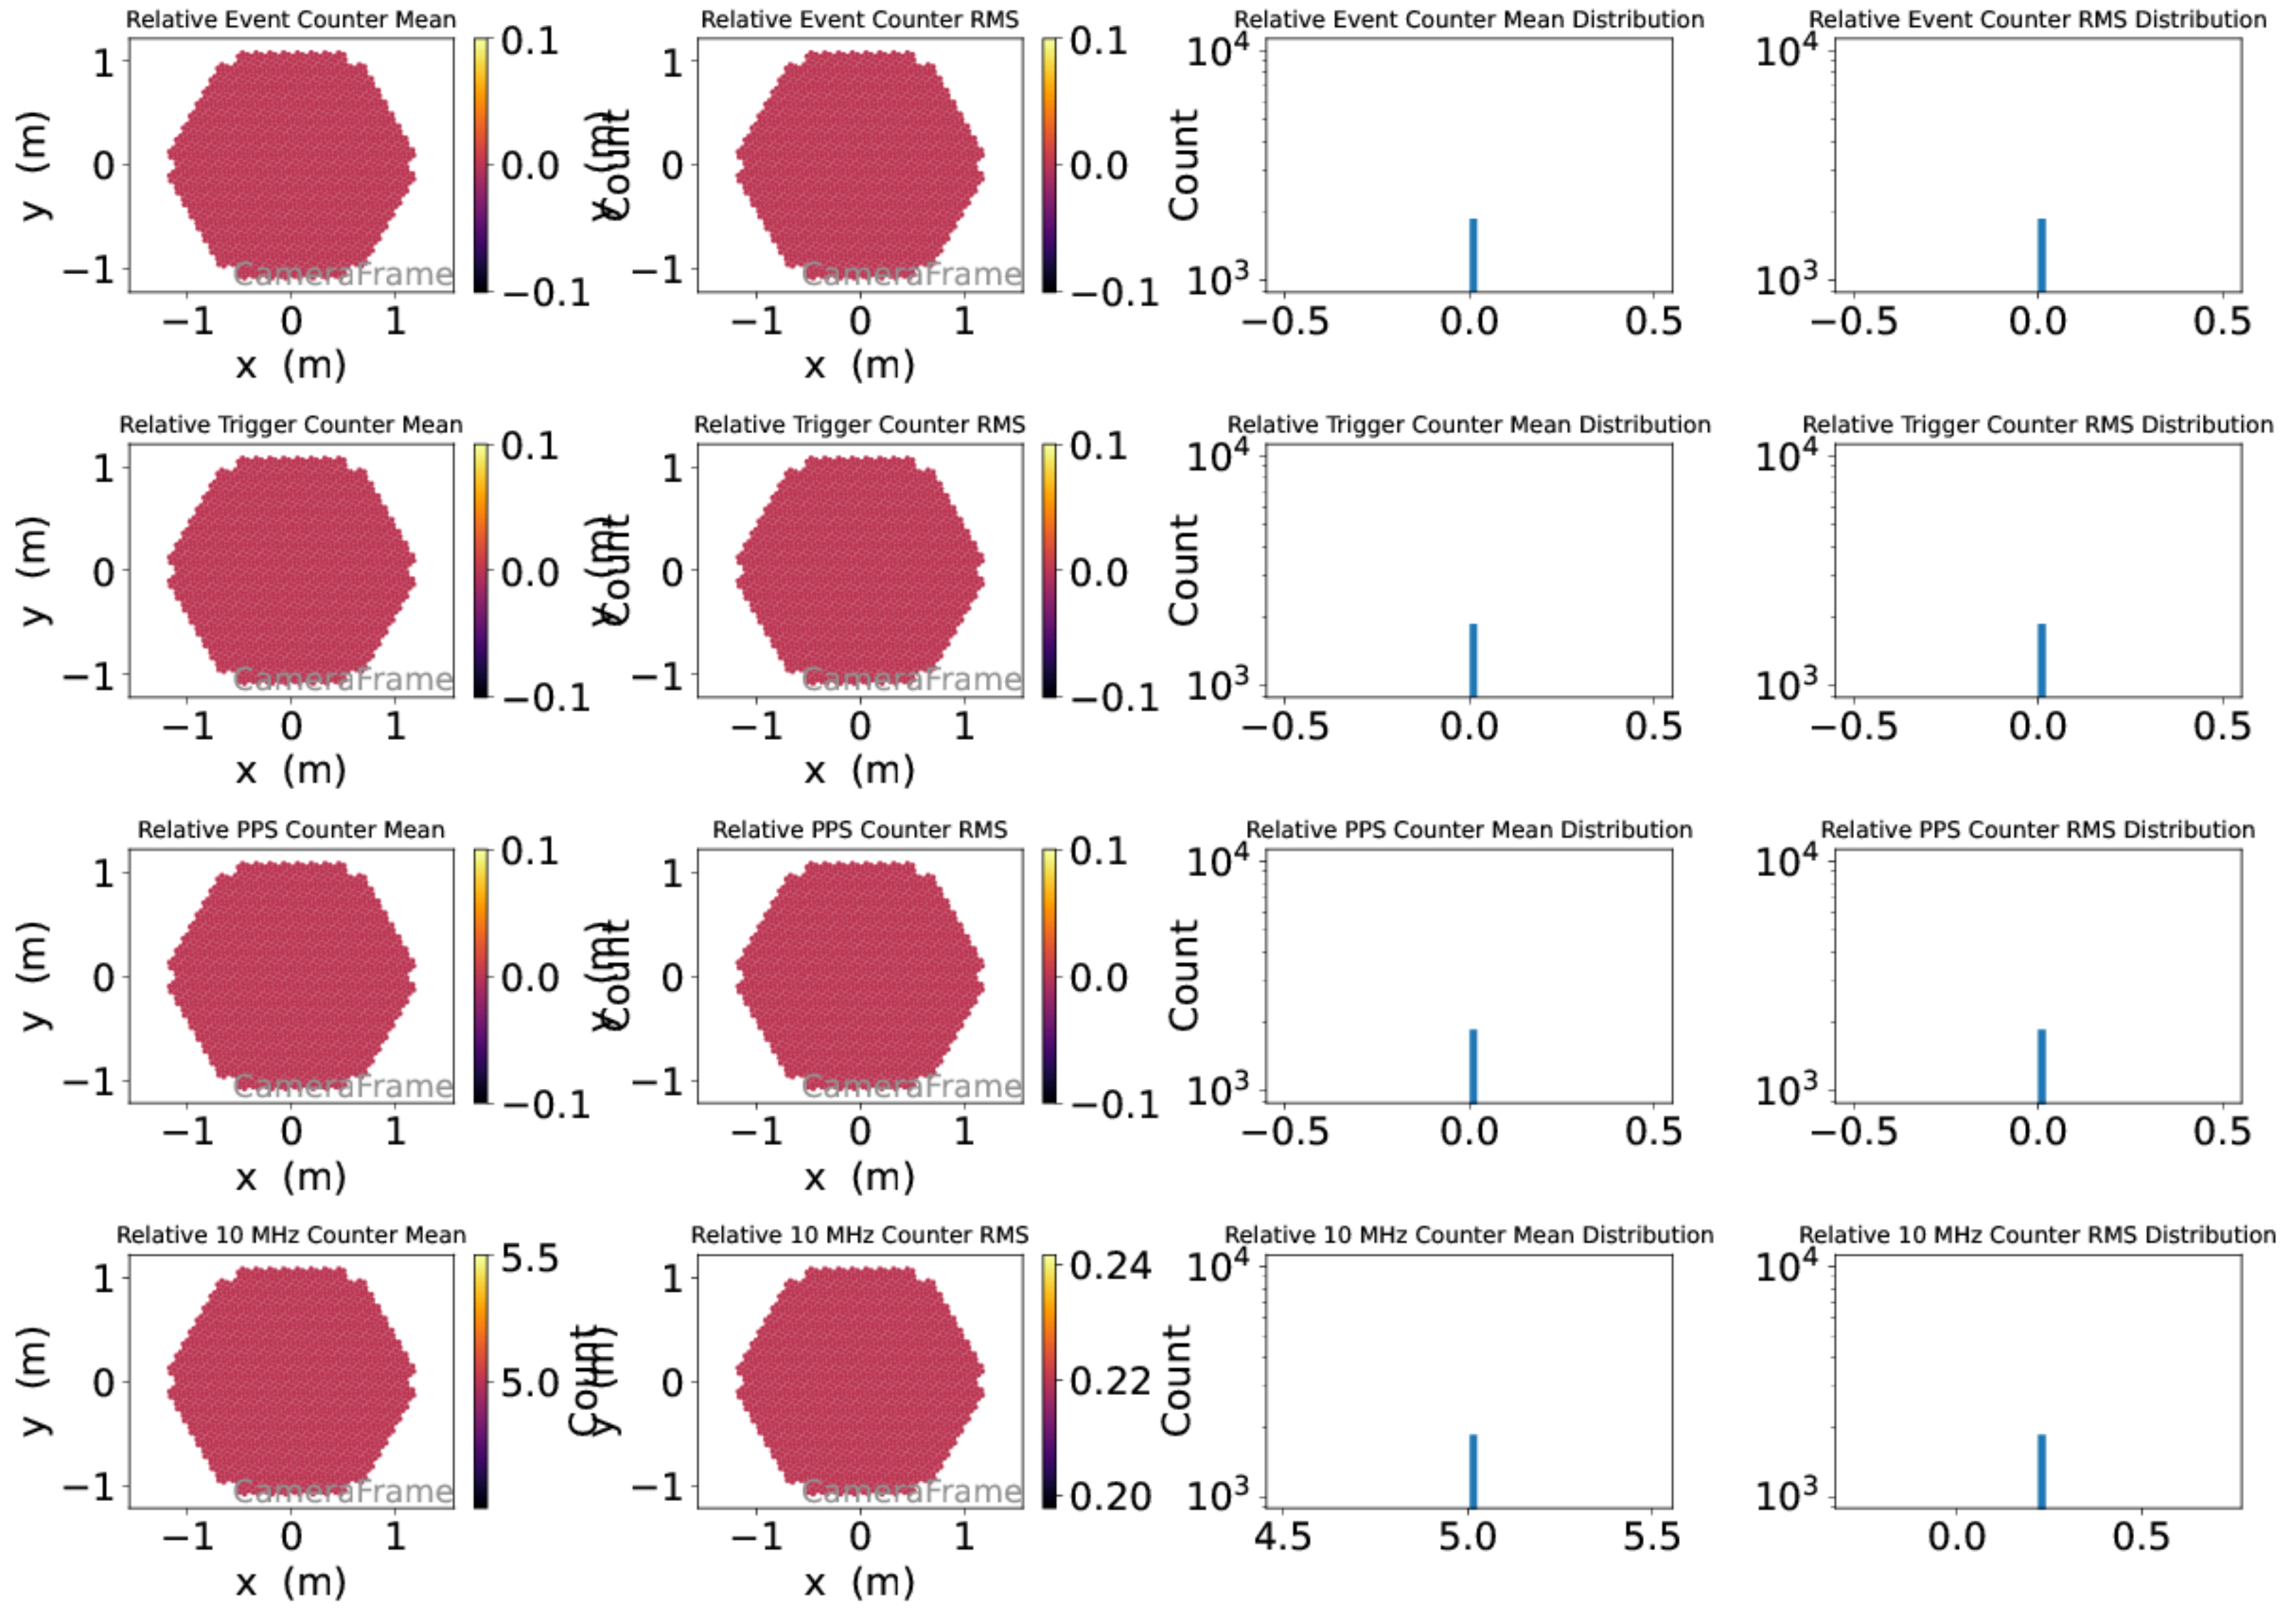 Relative Event Counter Mean
y (m)
1
0
−1
−1 0 1
x (m)
CameraFrame
0.1
0.0
−0.1
Count
Relative Event Counter RMS
y (m)
1
0
−1
−1 0 1
x (m)
CameraFrame
0.1
0.0
−0.1
Relative Event Counter Mean Distribution
Count
10⁴
10³
−0.5 0.0 0.5
Relative Event Counter RMS Distribution
10⁴
10³
−0.5 0.0 0.5
Relative Trigger Counter Mean
y (m)
1
0
−1
−1 0 1
x (m)
CameraFrame
0.1
0.0
−0.1
Count
Relative Trigger Counter RMS
y (m)
1
0
−1
−1 0 1
x (m)
CameraFrame
0.1
0.0
−0.1
Relative Trigger Counter Mean Distribution
Count
10⁴
10³
−0.5 0.0 0.5
Relative Trigger Counter RMS Distribution
10⁴
10³
−0.5 0.0 0.5
Relative PPS Counter Mean
y (m)
1
0
−1
−1 0 1
x (m)
CameraFrame
0.1
0.0
−0.1
Count
Relative PPS Counter RMS
y (m)
1
0
−1
−1 0 1
x (m)
CameraFrame
0.1
0.0
−0.1
Relative PPS Counter Mean Distribution
Count
10⁴
10³
−0.5 0.0 0.5
Relative PPS Counter RMS Distribution
10⁴
10³
−0.5 0.0 0.5
Relative 10 MHz Counter Mean
y (m)
1
0
−1
−1 0 1
x (m)
CameraFrame
5.5
5.0
Count
Relative 10 MHz Counter RMS
y (m)
1
0
−1
−1 0 1
x (m)
CameraFrame
0.24
0.22
0.20
Relative 10 MHz Counter Mean Distribution
Count
10⁴
10³
4.5 5.0 5.5
Relative 10 MHz Counter RMS Distribution
10⁴
10³
0.0 0.5